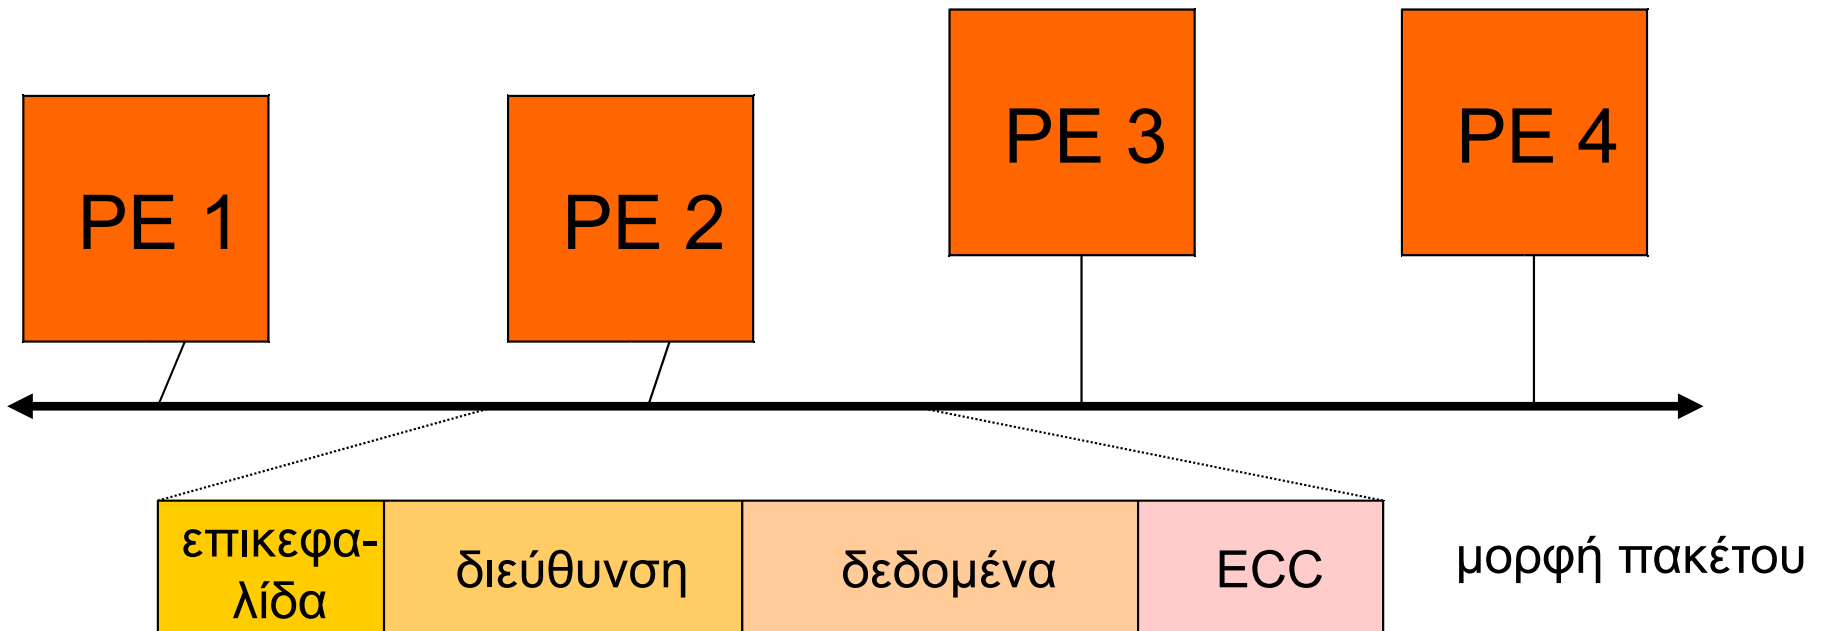 PE 1
PE 2
PE 3
PE 4
επικεφα-
λίδα
διεύθυνση
δεδομένα
ECC
μορφή πακέτου